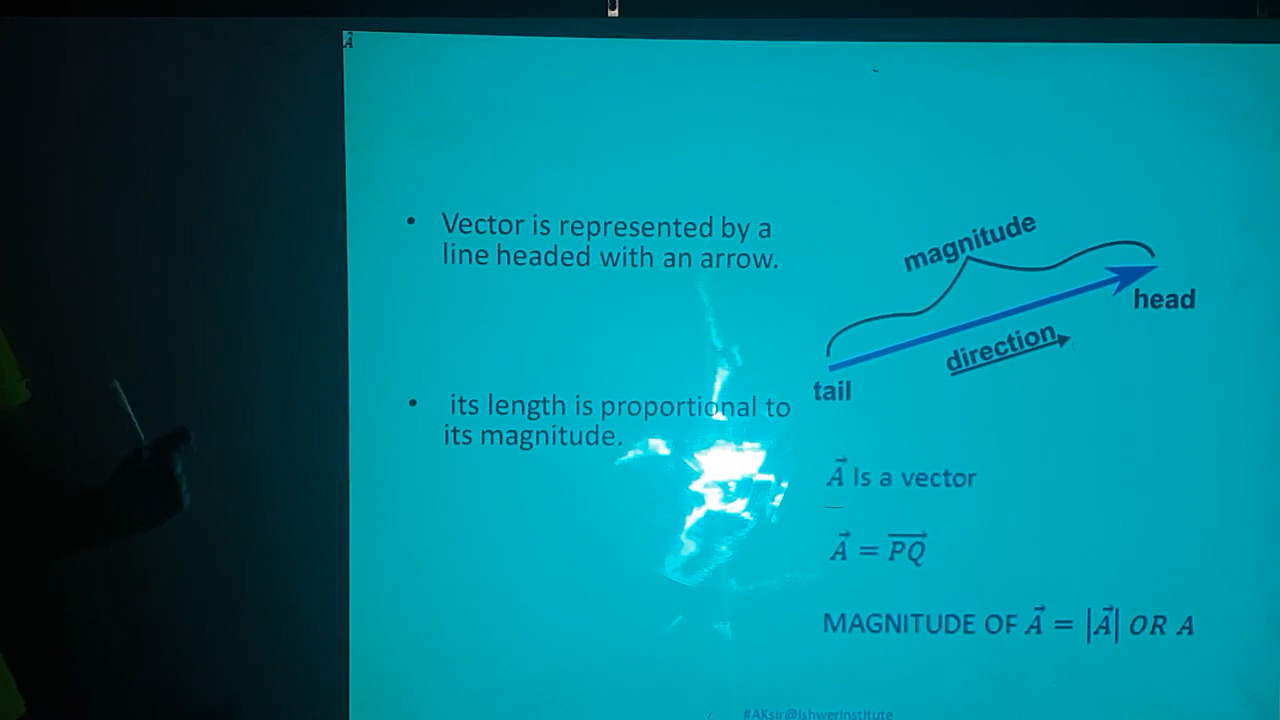 A⃗
• Vector is represented by a
line headed with an arrow.
magnitude
head
direction
tail
• its length is proportional to
its magnitude.
A⃗ Is a vector
A⃗ = P͞Q⃗
MAGNITUDE OF A⃗ = |A⃗| OR A
#AKsir@IshwerInstitute